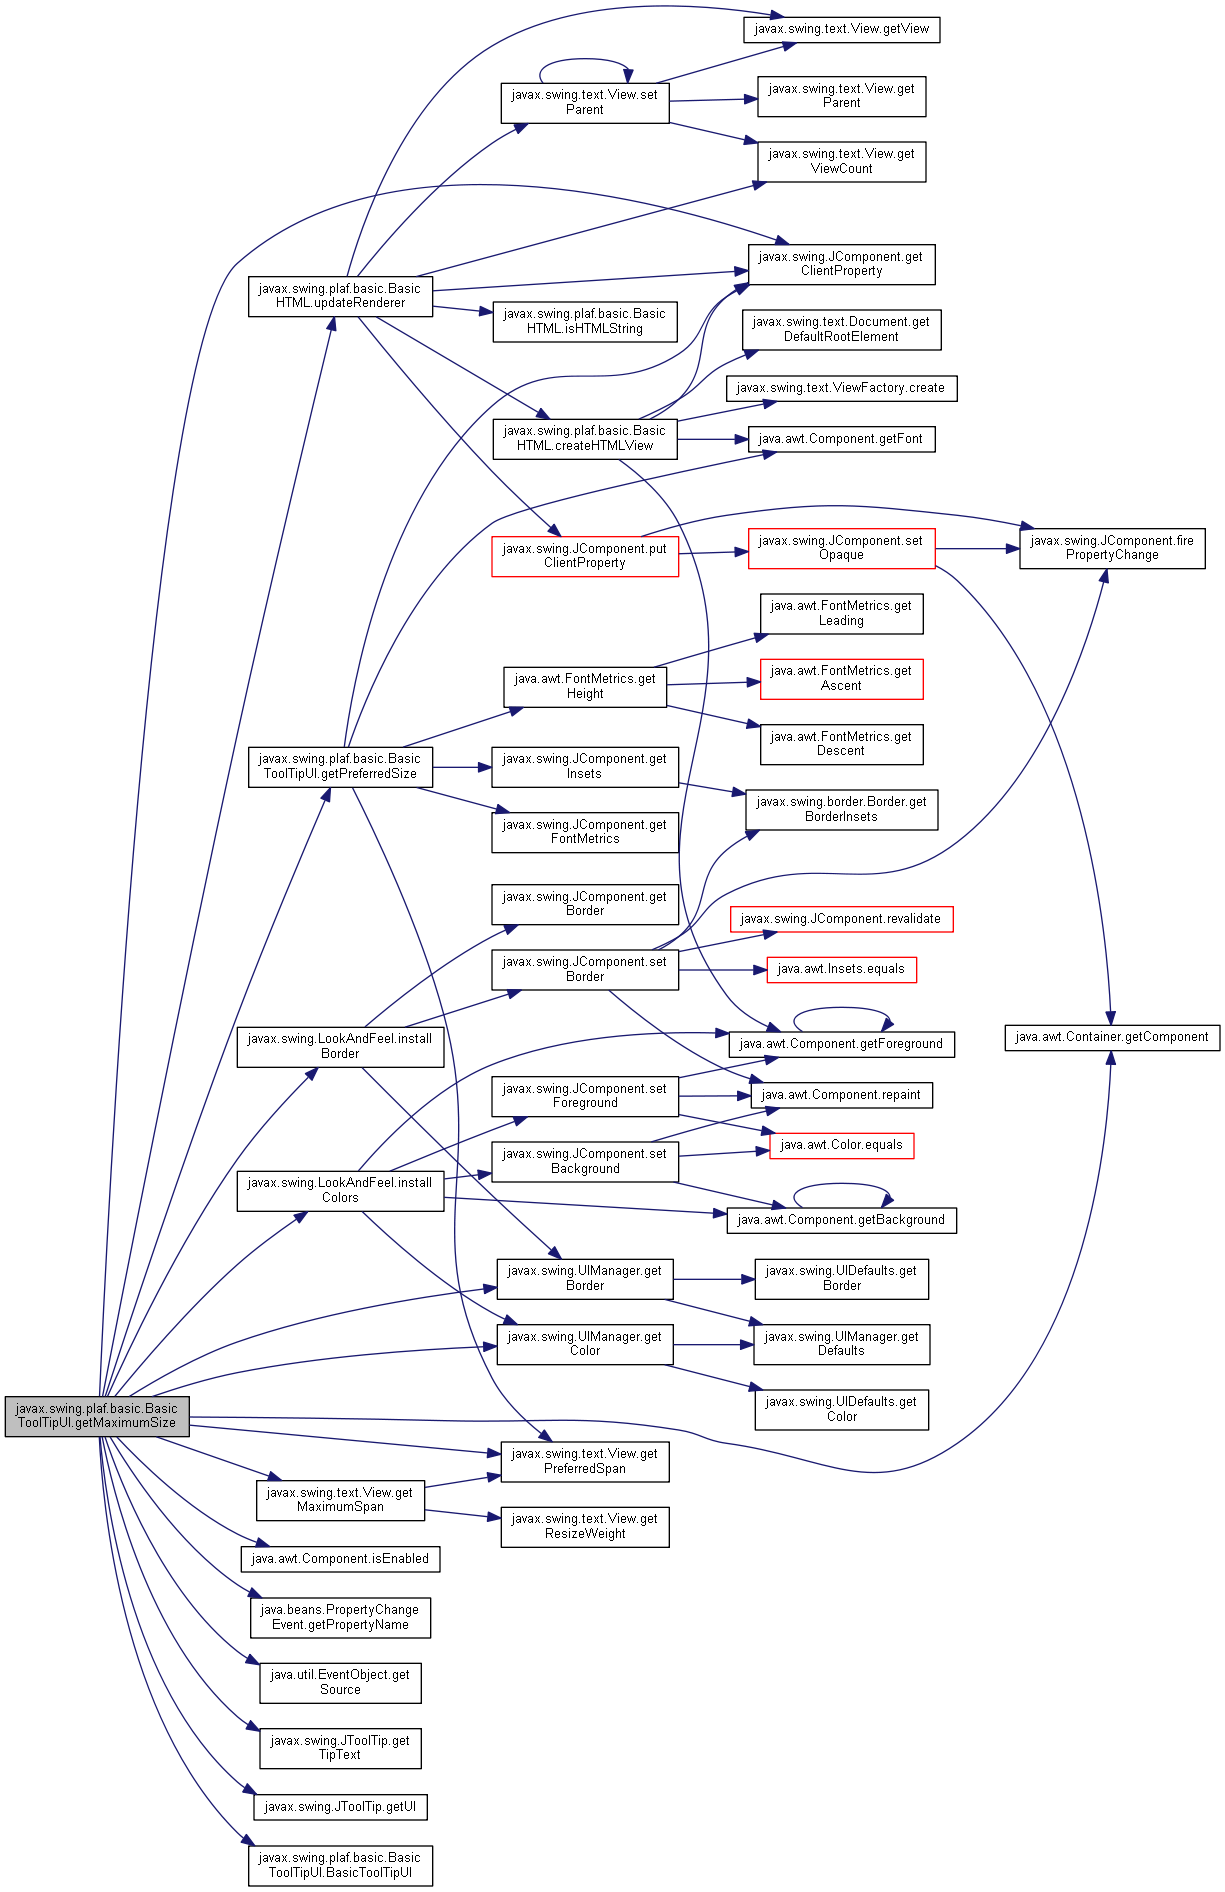 javax.swing.text.View.getView
javax.swing.text.View.set
Parent
javax.swing.text.View.get
Parent
javax.swing.text.View.get
ViewCount
javax.swing.JComponent.get
ClientProperty
javax.swing.plaf.basic.Basic
HTML.updateRenderer
javax.swing.plaf.basic.Basic
HTML.isHTMLString
javax.swing.text.Document.get
DefaultRootElement
javax.swing.text.ViewFactory.create
javax.swing.plaf.basic.Basic
HTML.createHTMLView
java.awt.Component.getFont
javax.swing.JComponent.put
ClientProperty
javax.swing.JComponent.set
Opaque
javax.swing.JComponent.fire
PropertyChange
java.awt.FontMetrics.get
Leading
java.awt.FontMetrics.get
Height
java.awt.FontMetrics.get
Ascent
java.awt.FontMetrics.get
Descent
javax.swing.plaf.basic.Basic
ToolTipUI.getPreferredSize
javax.swing.JComponent.get
Insets
javax.swing.border.Border.get
BorderInsets
javax.swing.JComponent.get
FontMetrics
javax.swing.JComponent.get
Border
javax.swing.JComponent.revalidate
javax.swing.JComponent.set
Border
java.awt.Insets.equals
javax.swing.LookAndFeel.install
Border
java.awt.Component.getForeground
java.awt.Container.getComponent
javax.swing.JComponent.set
Foreground
java.awt.Component.repaint
java.awt.Color.equals
javax.swing.JComponent.set
Background
javax.swing.LookAndFeel.install
Colors
java.awt.Component.getBackground
javax.swing.UIManager.get
Border
javax.swing.UIDefaults.get
Border
javax.swing.UIManager.get
Color
javax.swing.UIManager.get
Defaults
javax.swing.UIDefaults.get
Color
javax.swing.plaf.basic.Basic
ToolTipUI.getMaximumSize
javax.swing.text.View.get
PreferredSpan
javax.swing.text.View.get
MaximumSpan
javax.swing.text.View.get
ResizeWeight
java.awt.Component.isEnabled
java.beans.PropertyChange
Event.getPropertyName
java.util.EventObject.get
Source
javax.swing.JToolTip.get
TipText
javax.swing.JToolTip.getUI
javax.swing.plaf.basic.Basic
ToolTipUI.BasicToolTipUI